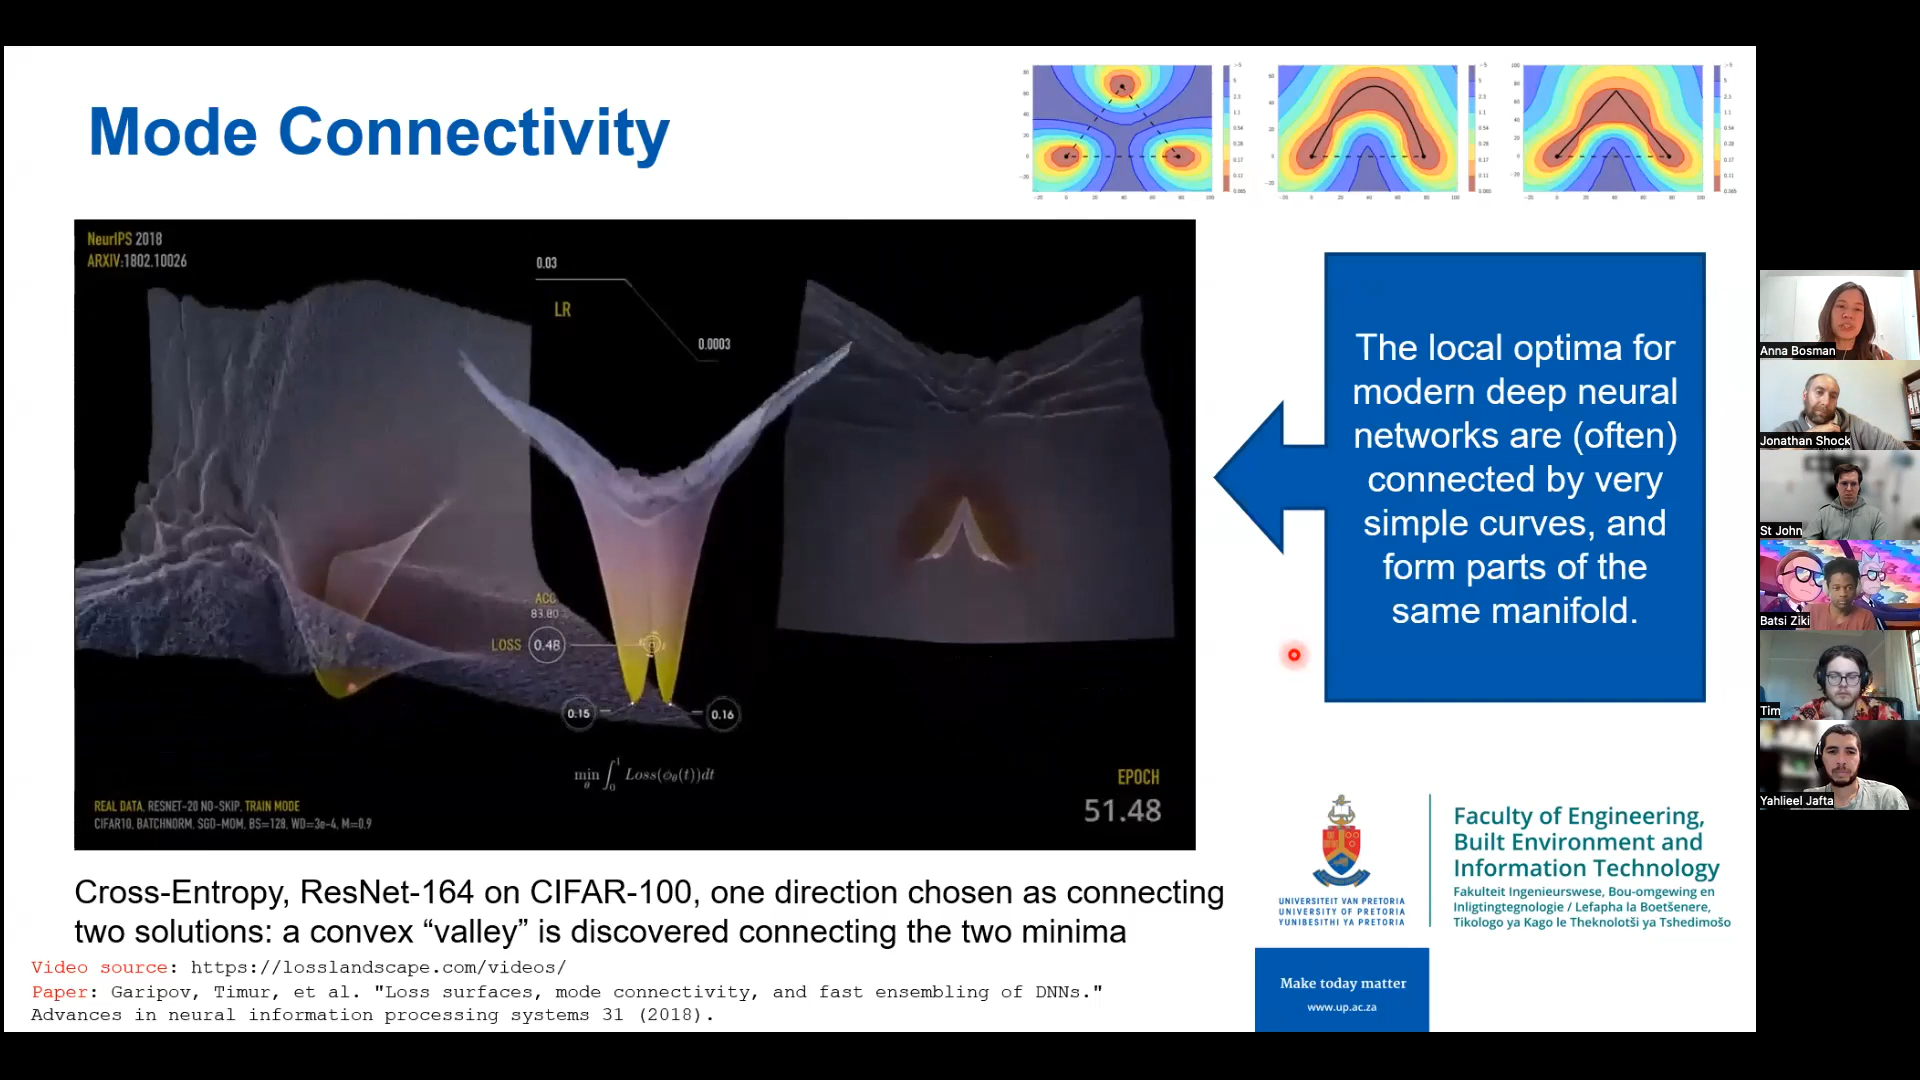 Mode Connectivity
NeurIPS 2018
ARXIV:1802.10026
0.03
LR
0.0003
ACC
83.80
LOSS 0.48
0.15
0.16
min ∫ Loss(ϕθ(t))dt
θ 0 1
EPOCH
51.48
REAL DATA, RESNET-20 NO-SKIP, TRAIN MODE
CIFAR10, BATCHNORM, SGD-MOM, BS=128, WD=3e-4, M=0.9
The local optima for
modern deep neural
networks are (often)
connected by very
simple curves, and
form parts of the
same manifold.
Cross-Entropy, ResNet-164 on CIFAR-100, one direction chosen as connecting
two solutions: a convex “valley” is discovered connecting the two minima
Video source: https://losslandscape.com/videos/
Paper: Garipov, Timur, et al. "Loss surfaces, mode connectivity, and fast ensembling of DNNs."
Advances in neural information processing systems 31 (2018).
UNIVERSITEIT VAN PRETORIA
UNIVERSITY OF PRETORIA
YUNIBESITHI YA PRETORIA
Faculty of Engineering,
Built Environment and
Information Technology
Fakulteit Ingenieurswese, Bou-omgewing en
Inligtingtegnologie / Lefapha la Boetšenere,
Tikologo ya Kago le Theknolotši ya Tshedimošo
Make today matter
www.up.ac.za
Anna Bosman
Jonathan Shock
St John
Batsi Ziki
Tim
Yahlieel Jafta